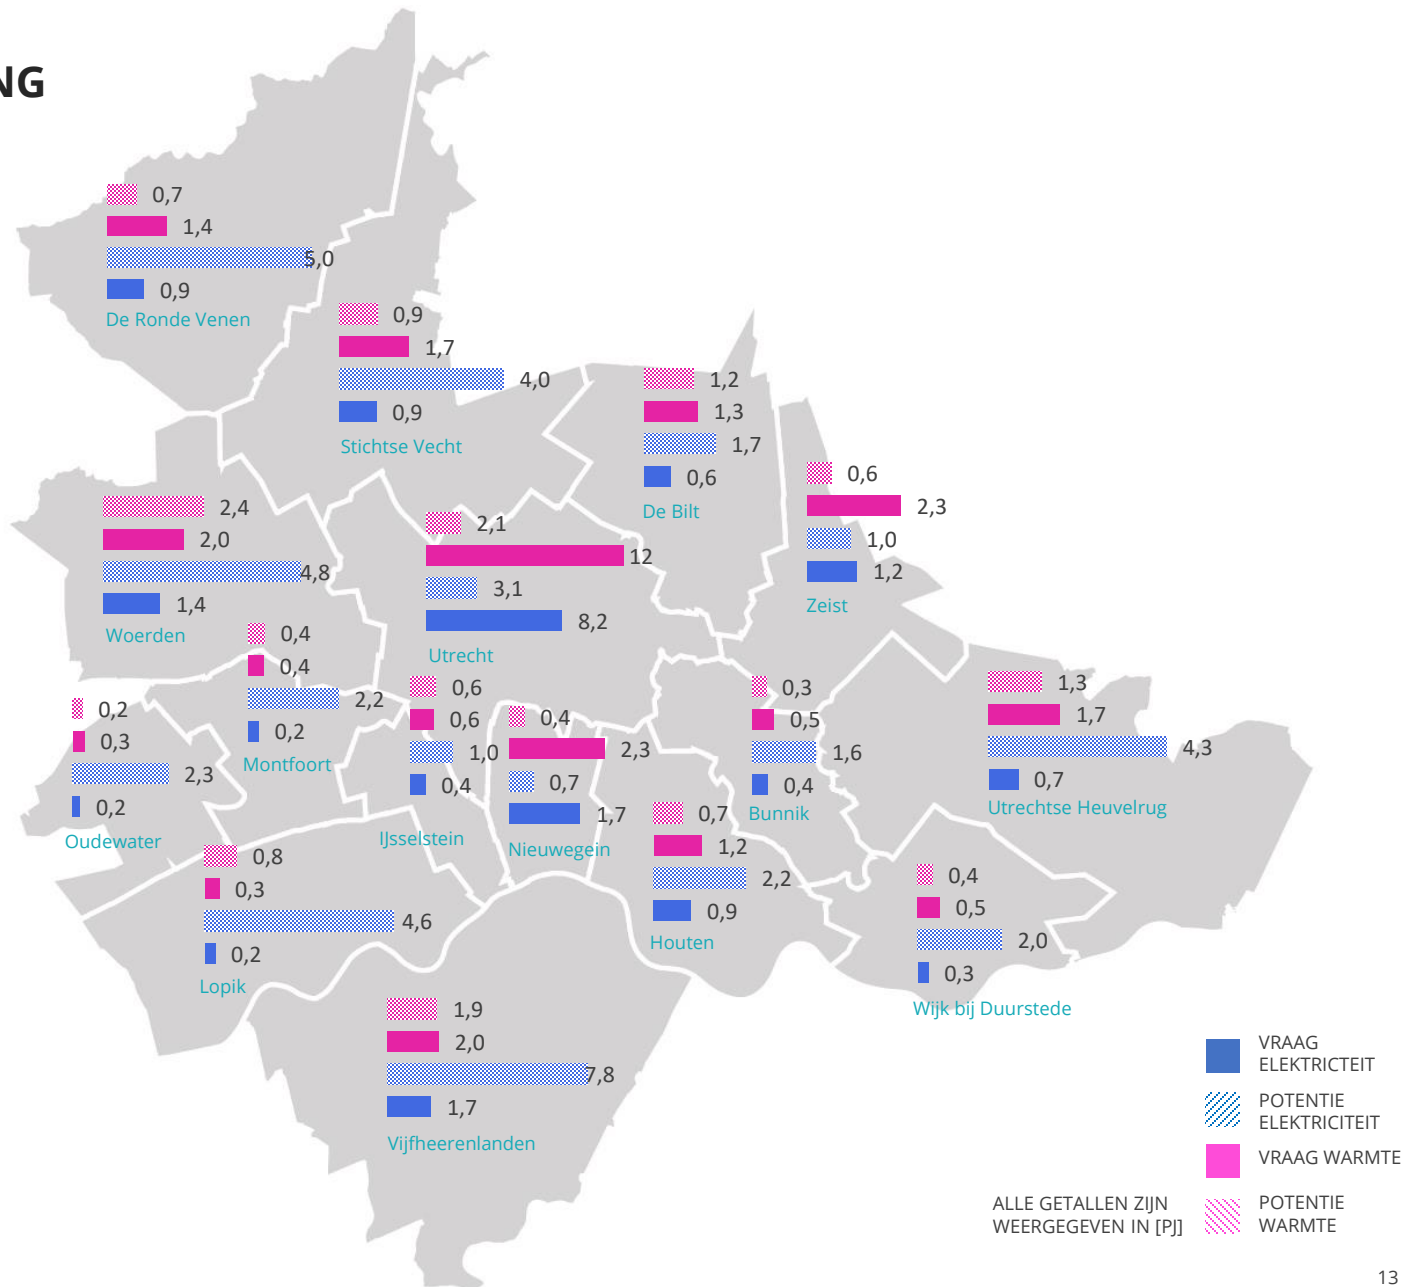 NG
0,7
1,4
5,0
0,9
De Ronde Venen
0,9
1,7
4,0
0,9
Stichtse Vecht
1,2
1,3
1,7
0,6
De Bilt
0,6
2,3
1,0
1,2
Zeist
2,4
2,0
4,8
1,4
Woerden
2,1
12
3,1
8,2
Utrecht
0,4
0,4
2,2
0,2
Montfoort
0,2
0,3
2,3
0,2
Oudewater
0,6
0,6
1,0
0,4
IJsselstein
0,4
2,3
0,7
1,7
Nieuwegein
0,3
0,5
1,6
0,4
Bunnik
1,3
1,7
4,3
0,7
Utrechtse Heuvelrug
0,7
1,2
2,2
0,9
Houten
0,8
0,3
4,6
0,2
Lopik
0,4
0,5
2,0
0,3
Wijk bij Duurstede
1,9
2,0
7,8
1,7
Vijfheerenlanden
VRAAG
ELEKTRICTEIT
POTENTIE
ELEKTRICITEIT
VRAAG WARMTE
POTENTIE
WARMTE
ALLE GETALLEN ZIJN
WEERGEGEVEN IN [PJ]
13